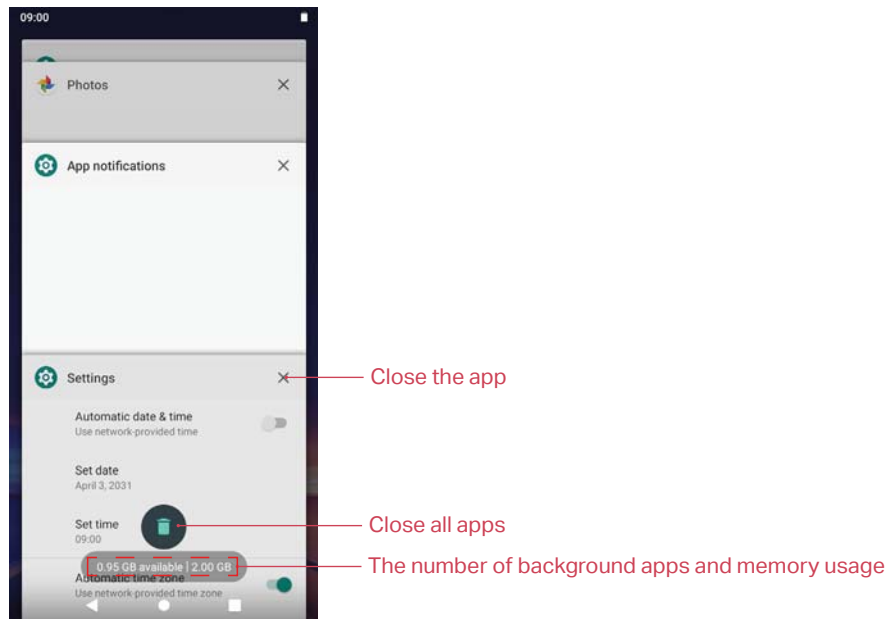 09:00
Photos
App notifications
Settings
Close the app
Automatic date & time
Use network-provided time
Set date
April 3, 2031
Set time
Close all apps
09:00
0.95 GB available | 2.00 GB
The number of background apps and memory usage
Automatic time zone
Use network-provided time zone